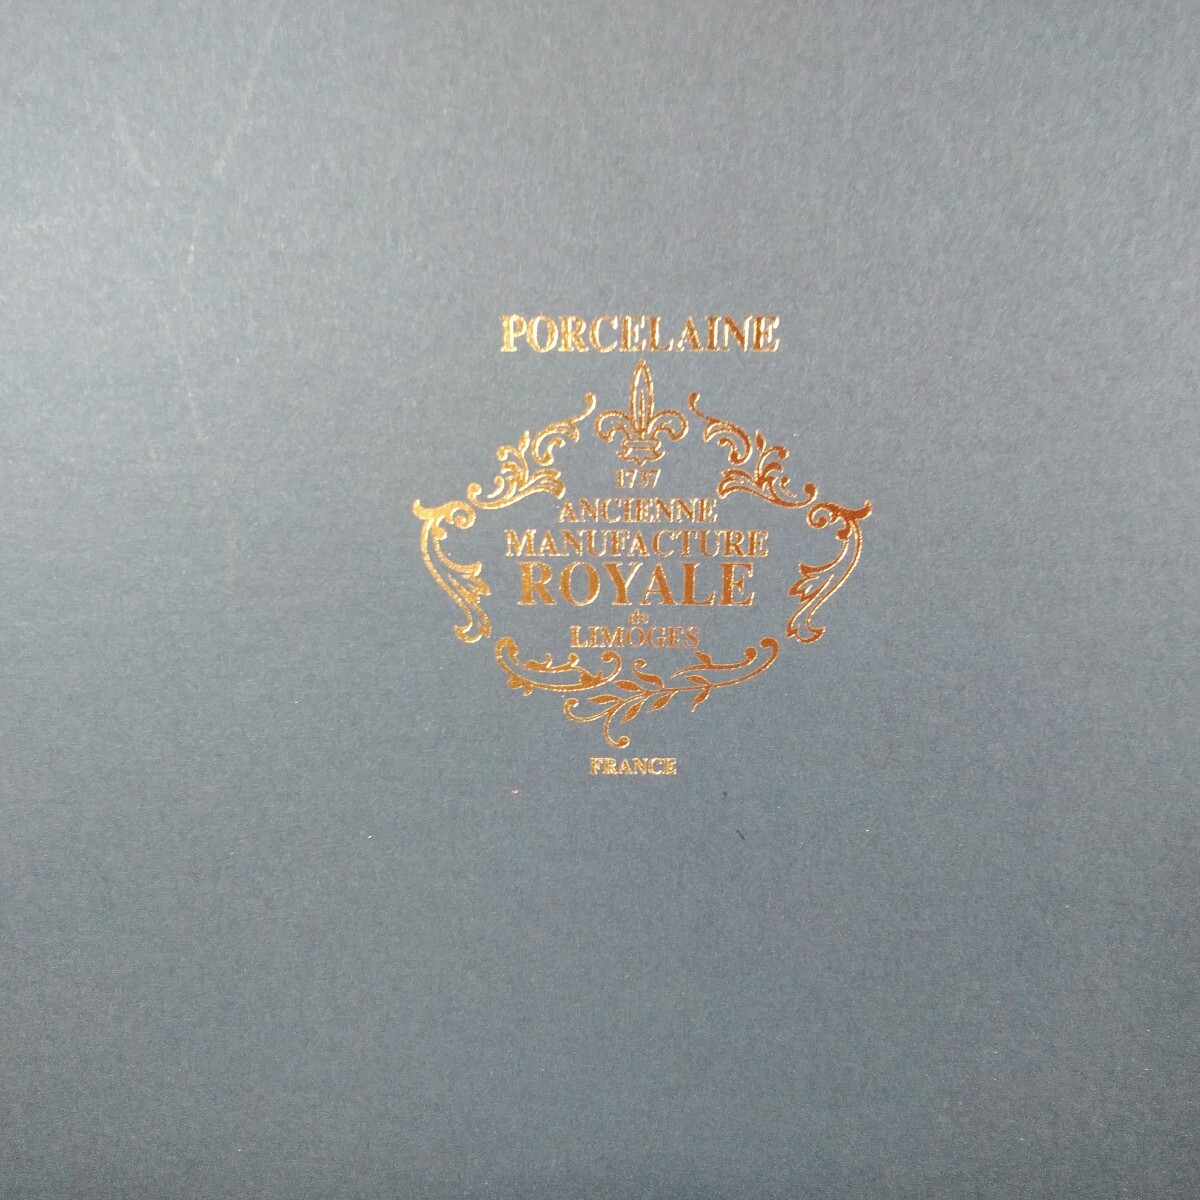 PORCELAINE
1737
ANCIENNE
MANUFACTURE
ROYALE
de
LIMOGES
FRANCE